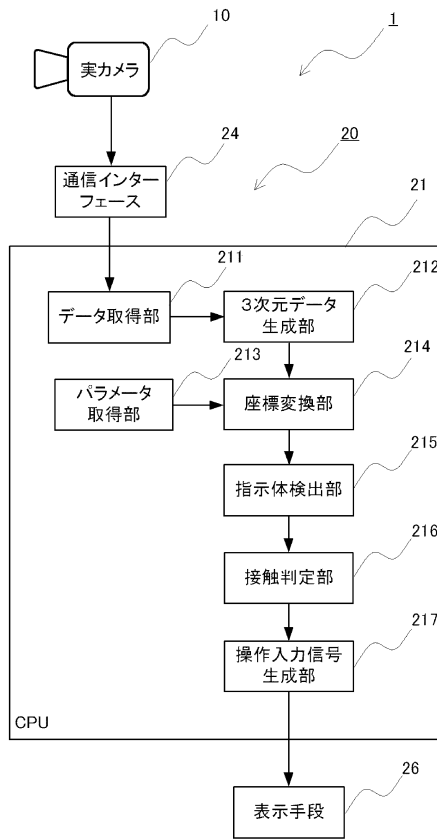 10
1
実カメラ
24
20
通信インター
フェース
21
211
212
データ取得部
3次元データ
生成部
213
214
パラメータ
取得部
座標変換部
215
指示体検出部
216
接触判定部
217
操作入力信号
生成部
CPU
26
表示手段